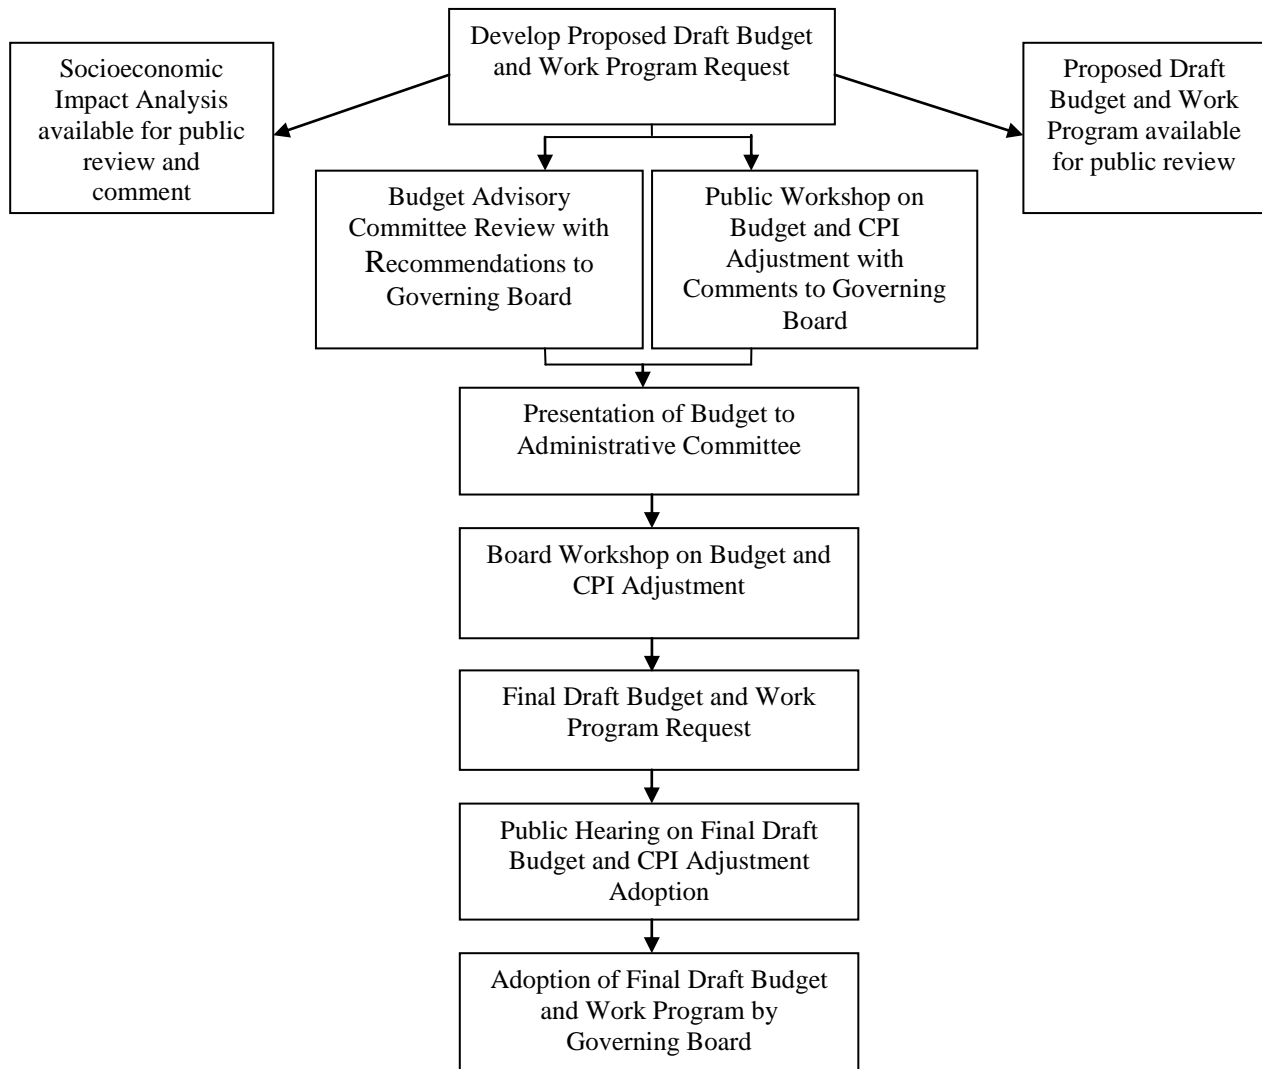 Develop Proposed Draft Budget
and Work Program Request
Socioeconomic
Impact Analysis
available for public
review and
comment
Proposed Draft
Budget and Work
Program available
for public review
Budget Advisory
Committee Review with
Recommendations to
Governing Board
Public Workshop on
Budget and CPI
Adjustment with
Comments to Governing
Board
Presentation of Budget to
Administrative Committee
Board Workshop on Budget and
CPI Adjustment
Final Draft Budget and Work
Program Request
Public Hearing on Final Draft
Budget and CPI Adjustment
Adoption
Adoption of Final Draft Budget
and Work Program by
Governing Board